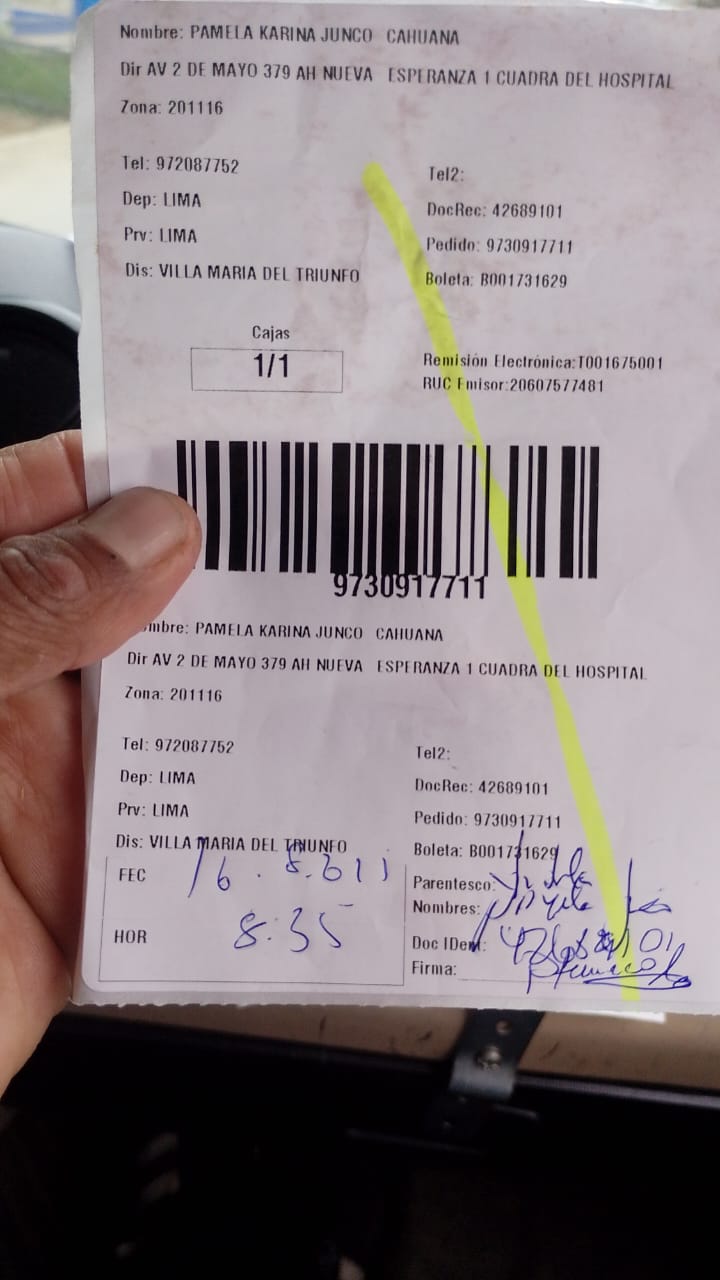 Nombre: PAMELA KARINA JUNCO CAHUANA
Dir AV 2 DE MAYO 379 AH NUEVA ESPERANZA 1 CUADRA DEL HOSPITAL
Zona: 201116
Tel: 972087752
Tel2:
Dep: LIMA
DocRec: 42689101
Prv: LIMA
Pedido: 9730917711
Dis: VILLA MARIA DEL TRIUNFO
Boleta: B001731629
Cajas
1/1
Remisión Electrónica:T001675001
RUC Emisor:20607577481
9730917711
mbre: PAMELA KARINA JUNCO CAHUANA
Dir AV 2 DE MAYO 379 AH NUEVA ESPERANZA 1 CUADRA DEL HOSPITAL
Zona: 201116
Tel: 972087752
Tel2:
Dep: LIMA
DocRec: 42689101
Prv: LIMA
Pedido: 9730917711
Dis: VILLA MARIA DEL TRIUNFO
Boleta: B001731629
FEC
Parentesco:
Nombres:
HOR 8:35
Doc IDent:
Firma: